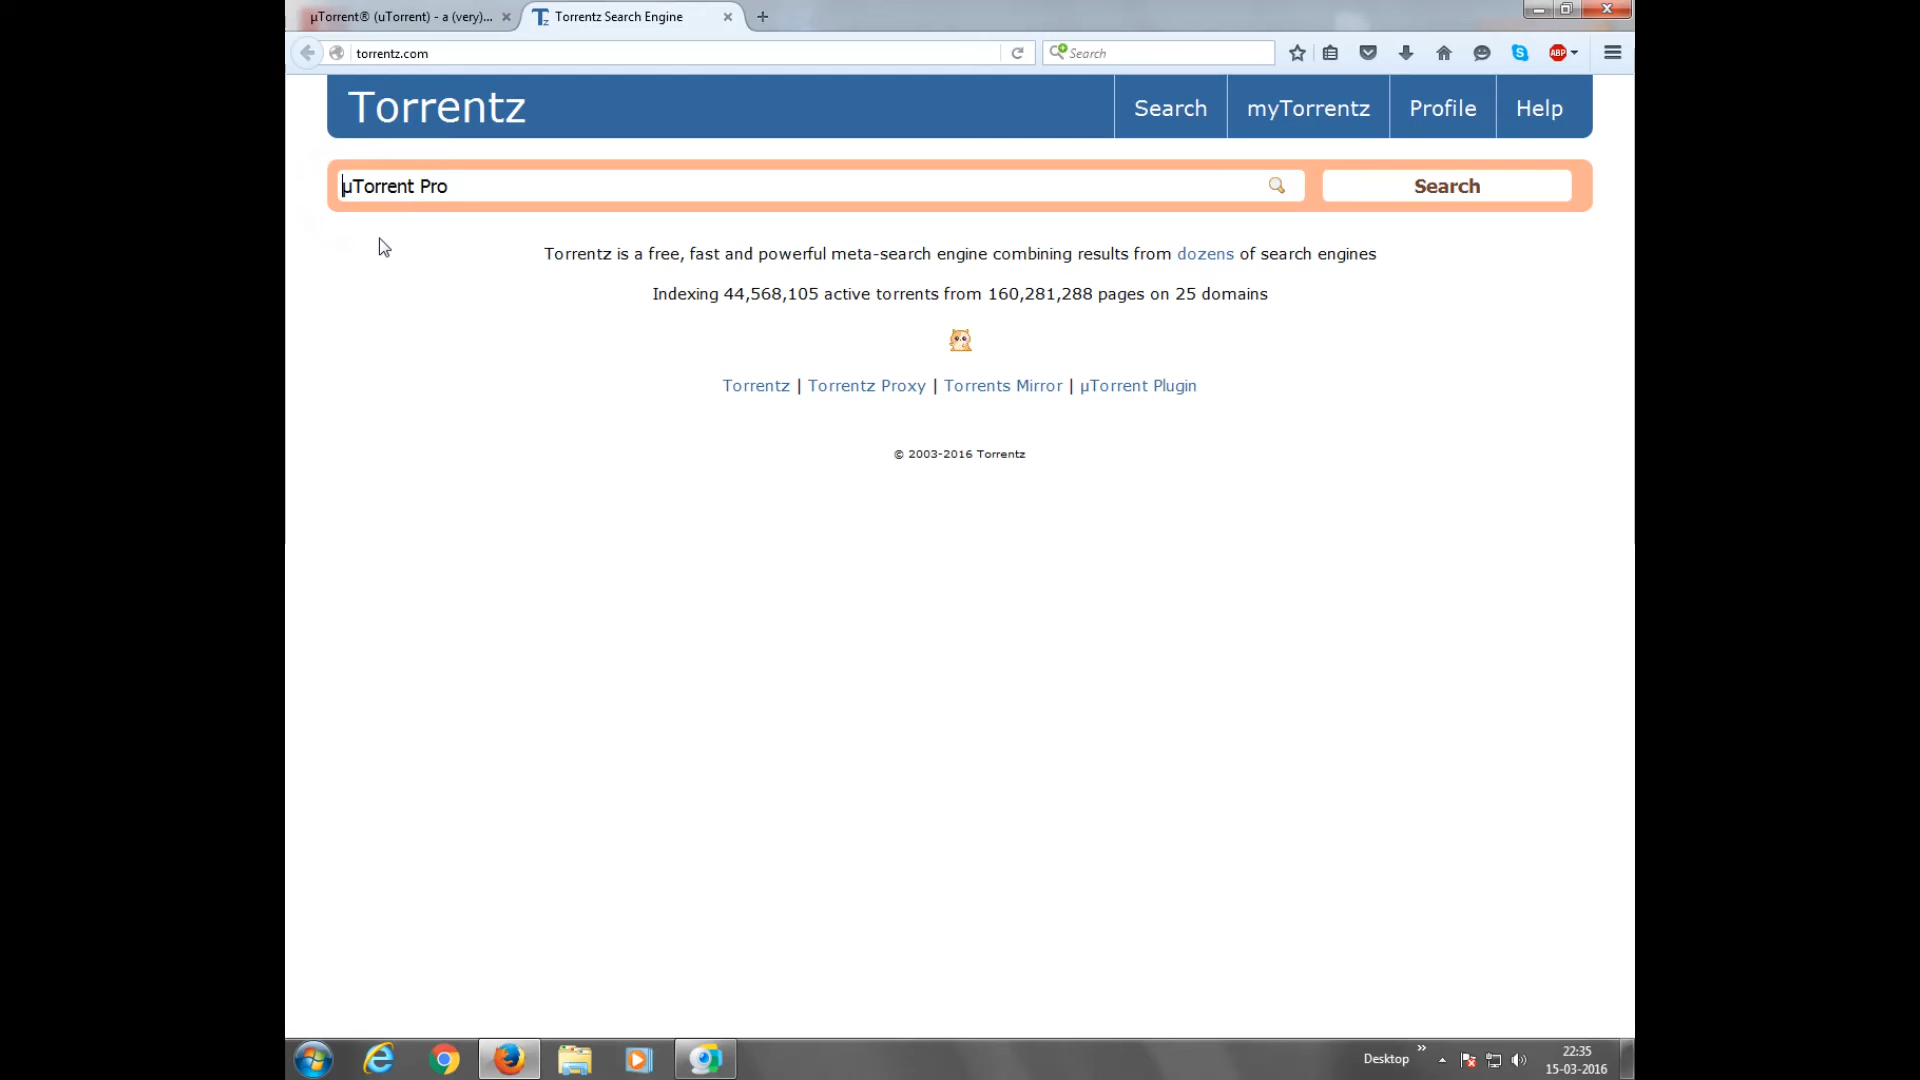 µTorrent® (uTorrent) - a (very)...
Torrentz Search Engine
torrentz.com
Search
ABP
Torrentz
Search
myTorrentz
Profile
Help
µTorrent Pro
Search
Torrentz is a free, fast and powerful meta-search engine combining results from dozens of search engines
Indexing 44,568,105 active torrents from 160,281,288 pages on 25 domains
Torrentz | Torrentz Proxy | Torrents Mirror | µTorrent Plugin
© 2003-2016 Torrentz
Desktop
22:35
15-03-2016